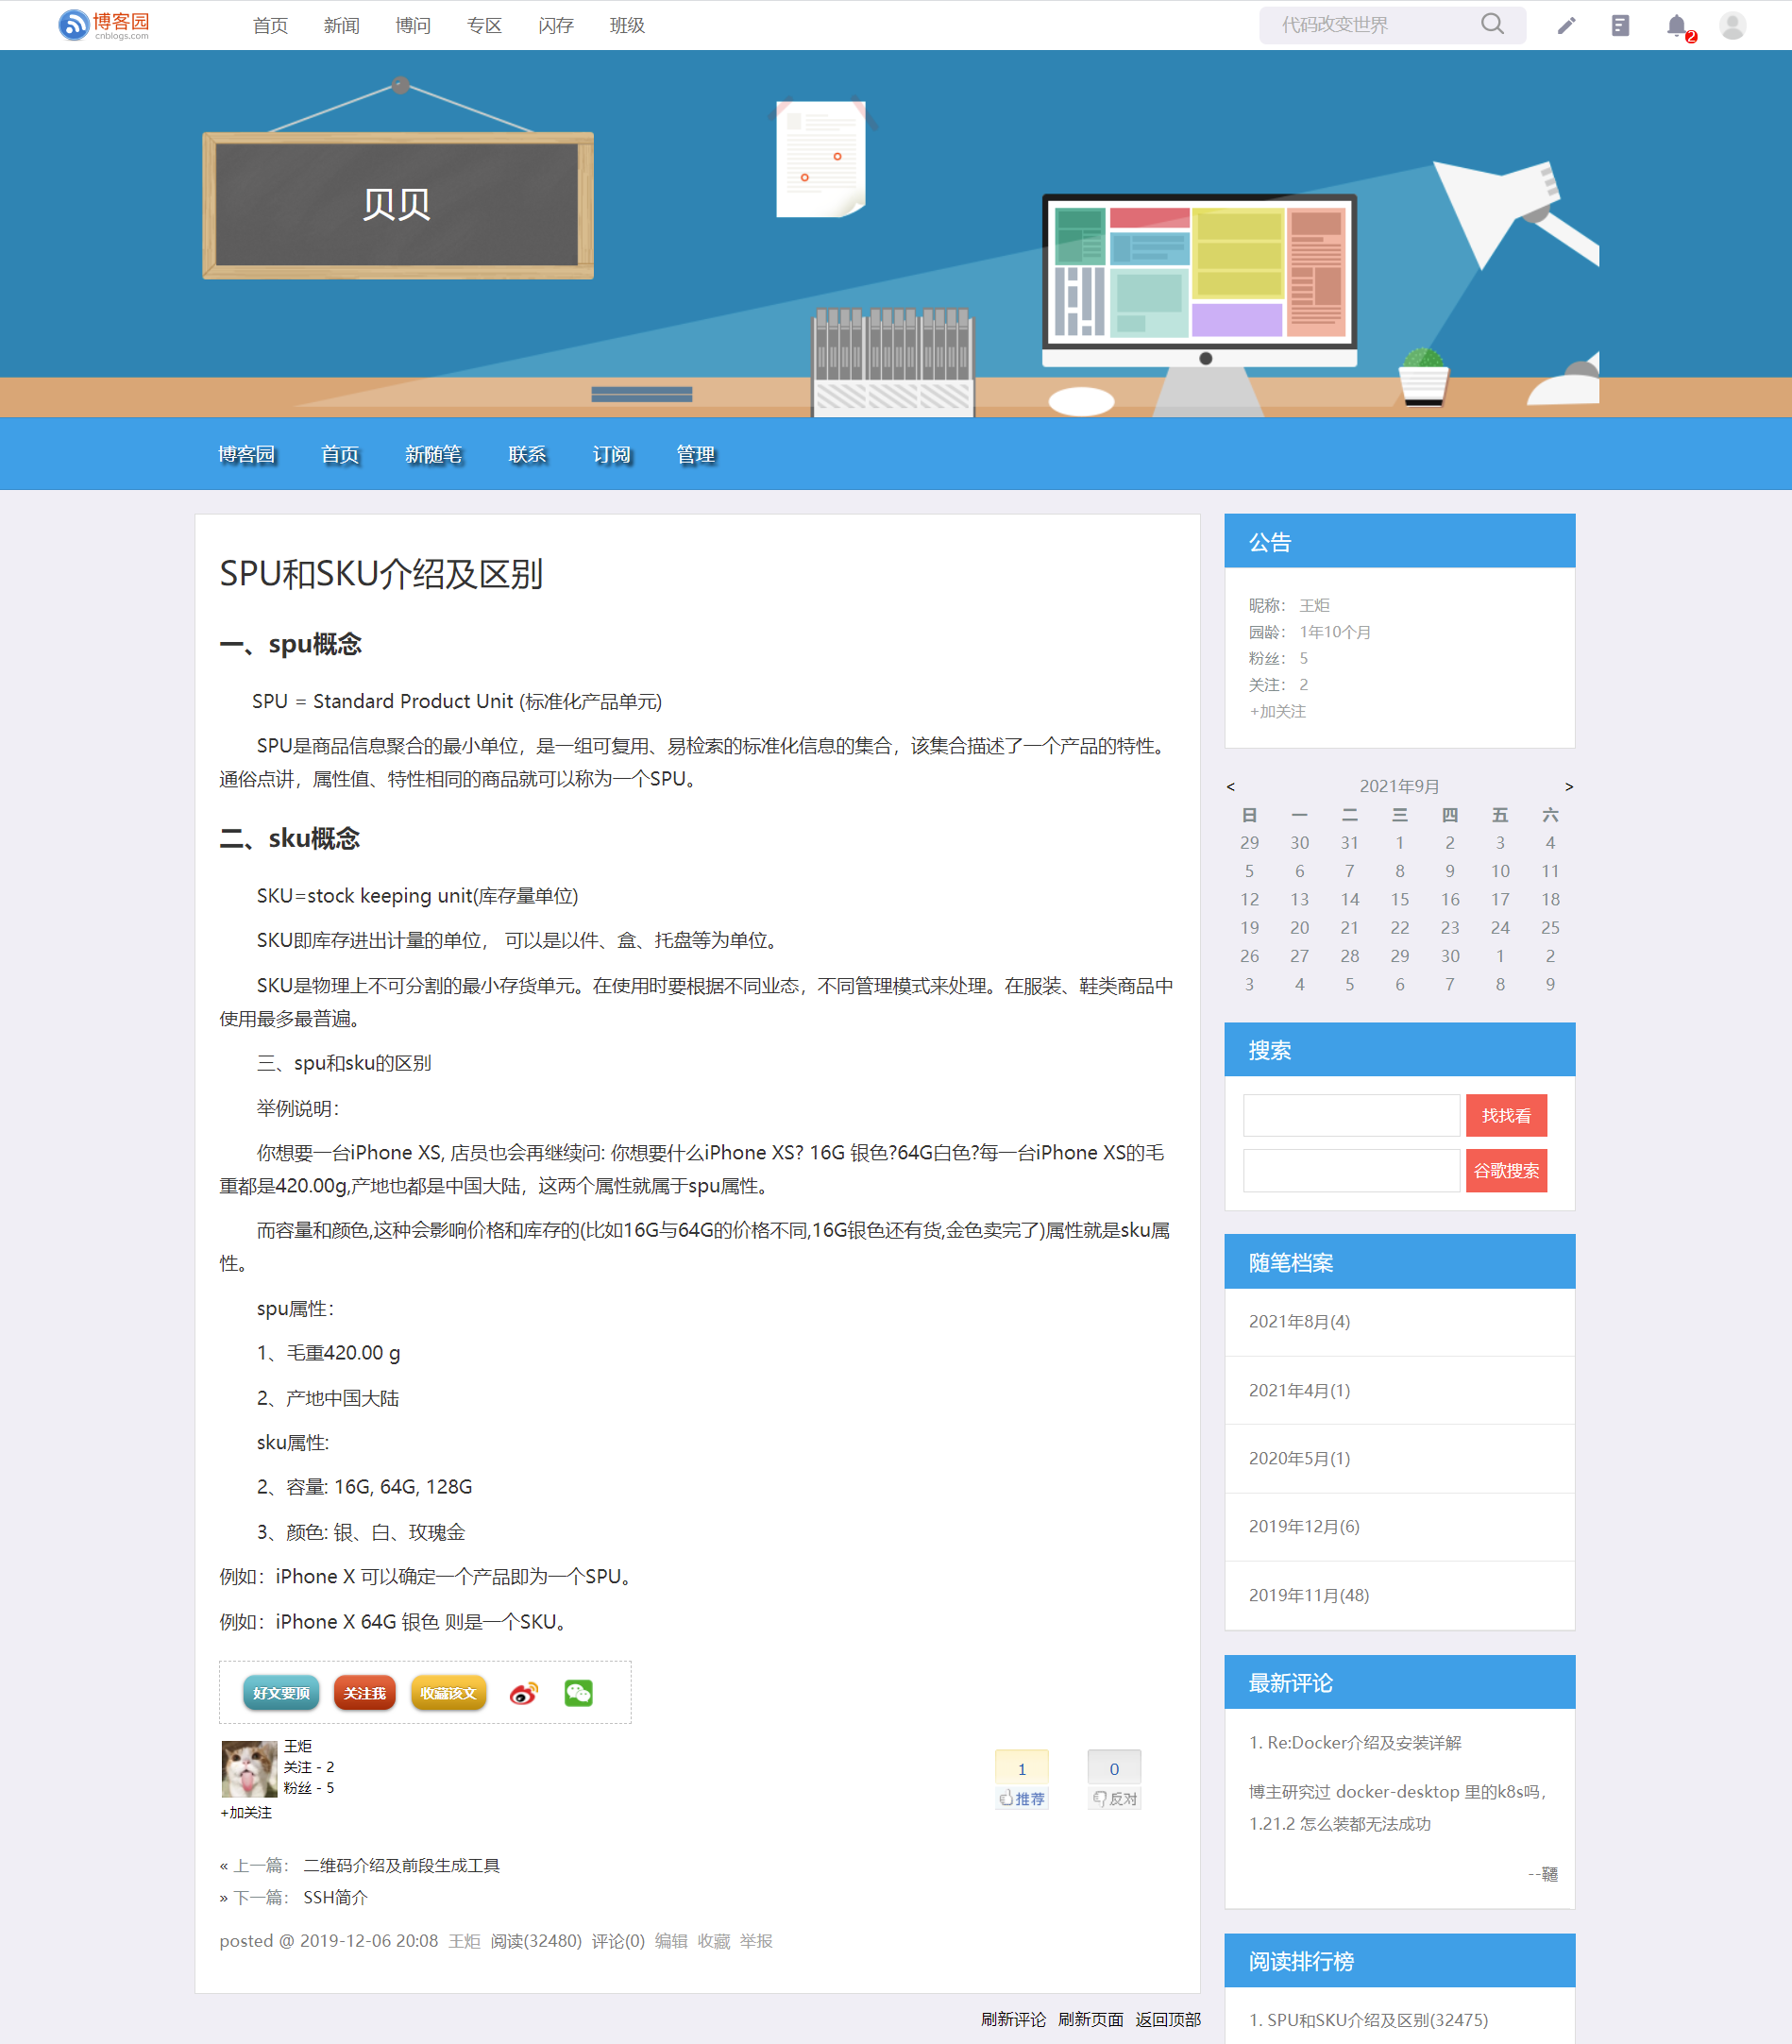 博客园
cnblogs.com
首页 新闻 博问 专区 闪存 班级
代码改变世界
2
贝贝
博客园 首页 新随笔 联系 订阅 管理
SPU和SKU介绍及区别
一、spu概念
SPU = Standard Product Unit (标准化产品单元)
SPU是商品信息聚合的最小单位，是一组可复用、易检索的标准化信息的集合，该集合描述了一个产品的特性。
通俗点讲，属性值、特性相同的商品就可以称为一个SPU。
二、sku概念
SKU=stock keeping unit(库存量单位)
SKU即库存进出计量的单位， 可以是以件、盒、托盘等为单位。
SKU是物理上不可分割的最小存货单元。在使用时要根据不同业态，不同管理模式来处理。在服装、鞋类商品中
使用最多最普遍。
三、spu和sku的区别
举例说明：
你想要一台iPhone XS, 店员也会再继续问: 你想要什么iPhone XS? 16G 银色?64G白色?每一台iPhone XS的毛
重都是420.00g,产地也都是中国大陆，这两个属性就属于spu属性。
而容量和颜色,这种会影响价格和库存的(比如16G与64G的价格不同,16G银色还有货,金色卖完了)属性就是sku属
性。
spu属性：
1、毛重420.00 g
2、产地中国大陆
sku属性:
2、容量: 16G, 64G, 128G
3、颜色: 银、白、玫瑰金
例如：iPhone X 可以确定一个产品即为一个SPU。
例如：iPhone X 64G 银色 则是一个SKU。
好文要顶 关注我 收藏该文
王炬
关注 - 2
粉丝 - 5
+加关注
1 0
推荐 反对
« 上一篇： 二维码介绍及前段生成工具
» 下一篇： SSH简介
posted @ 2019-12-06 20:08 王炬 阅读(32480) 评论(0) 编辑 收藏 举报
刷新评论 刷新页面 返回顶部
公告
昵称： 王炬
园龄： 1年10个月
粉丝： 5
关注： 2
+加关注
< 2021年9月 >
日 一 二 三 四 五 六
29 30 31 1 2 3 4
5 6 7 8 9 10 11
12 13 14 15 16 17 18
19 20 21 22 23 24 25
26 27 28 29 30 1 2
3 4 5 6 7 8 9
搜索
找找看
谷歌搜索
随笔档案
2021年8月(4)
2021年4月(1)
2020年5月(1)
2019年12月(6)
2019年11月(48)
最新评论
1. Re:Docker介绍及安装详解
博主研究过 docker-desktop 里的k8s吗，
1.21.2 怎么装都无法成功
阅读排行榜
1. SPU和SKU介绍及区别(32475)